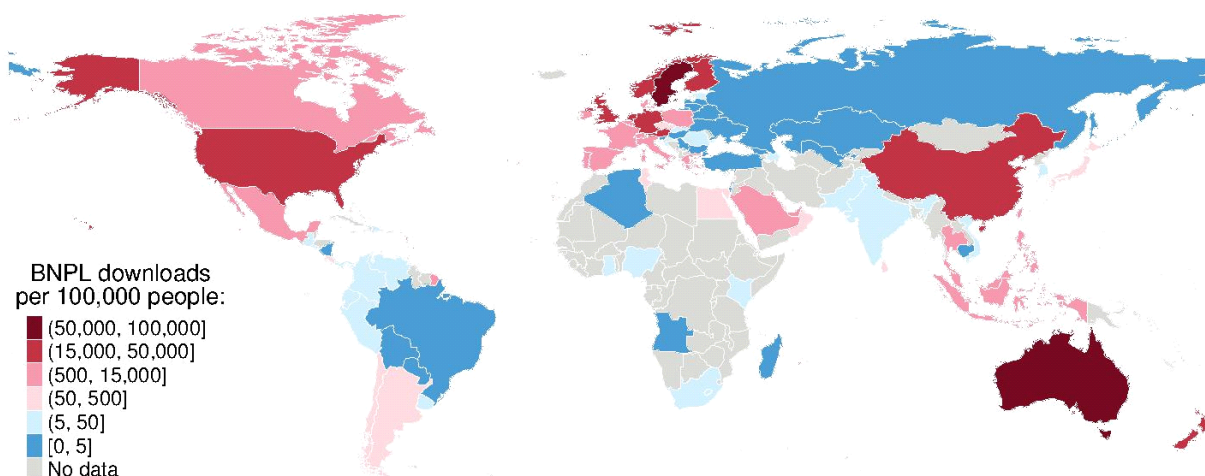 BNPL downloads
per 100,000 people:
(50,000, 100,000]
(15,000, 50,000]
(500, 15,000]
(50, 500]
(5, 50]
[0, 5]
No data